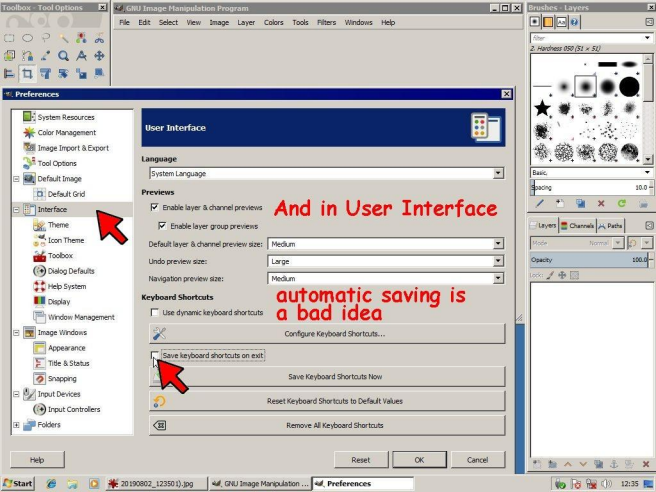 Toolbox - Tool Options
GNU Image Manipulation Program
Brushes - Layers
File Edit Select View Image Layer Colors Tools Filters Windows Help
filter
2. Hardness 050 (51 × 51)
Basic,
Spacing 10.0
Layers Channels Paths
Mode Normal
Opacity 100.0
Lock:
Preferences
System Resources
Color Management
Image Import & Export
Tool Options
Default Image
Default Grid
Interface
Theme
Icon Theme
Toolbox
Dialog Defaults
Help System
Display
Window Management
Image Windows
Appearance
Title & Status
Snapping
Input Devices
Input Controllers
Folders
User Interface
Language
System Language
Previews
Enable layer & channel previews
And in User Interface
Enable layer group previews
Default layer & channel preview size: Medium
Undo preview size: Large
Navigation preview size: Medium
Keyboard Shortcuts
automatic saving is
a bad idea
Use dynamic keyboard shortcuts
Configure Keyboard Shortcuts...
Save keyboard shortcuts on exit
Save Keyboard Shortcuts Now
Reset Keyboard Shortcuts to Default Values
Remove All Keyboard Shortcuts
Help Reset OK Cancel
Start
20190802_123501).jpg
GNU Image Manipulation ...
Preferences
12:35